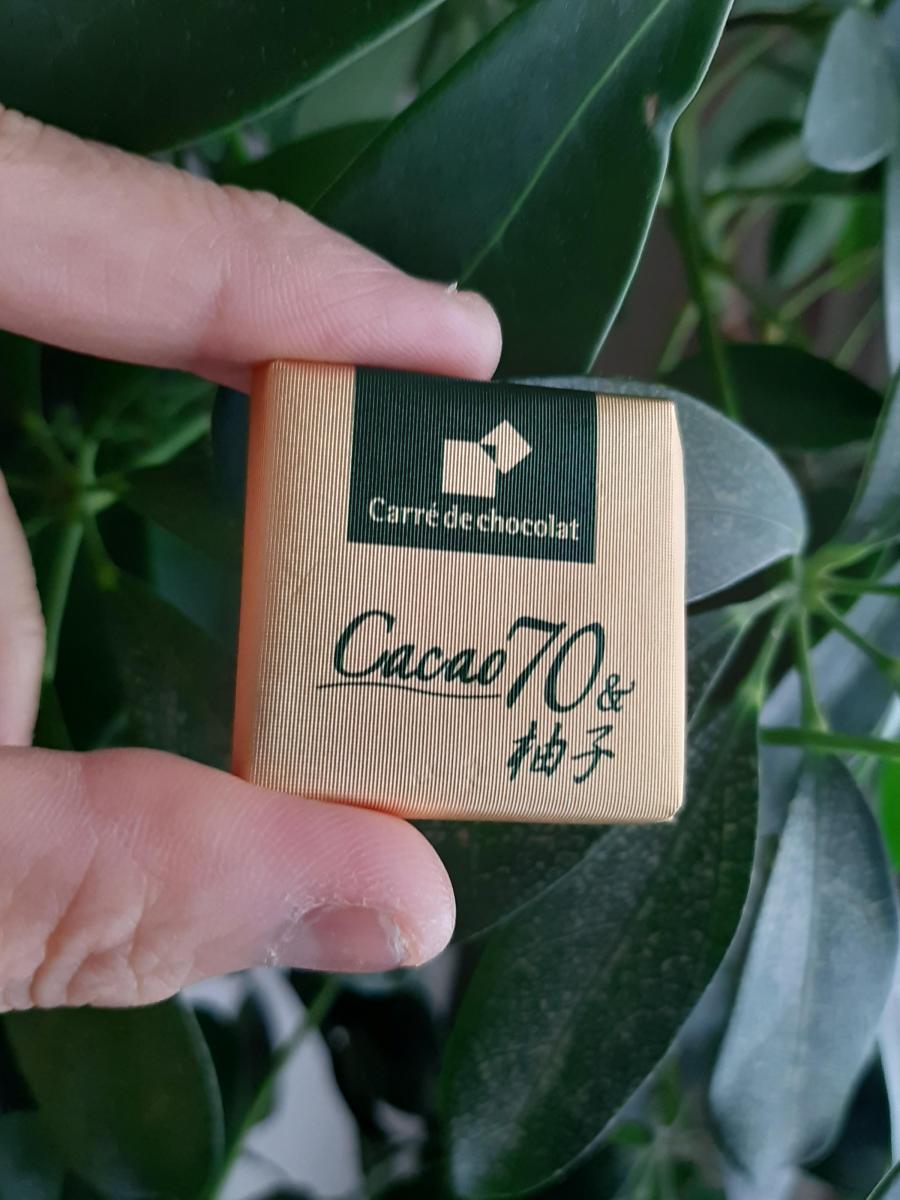 Carré de chocolat
Cacao70&
柚子